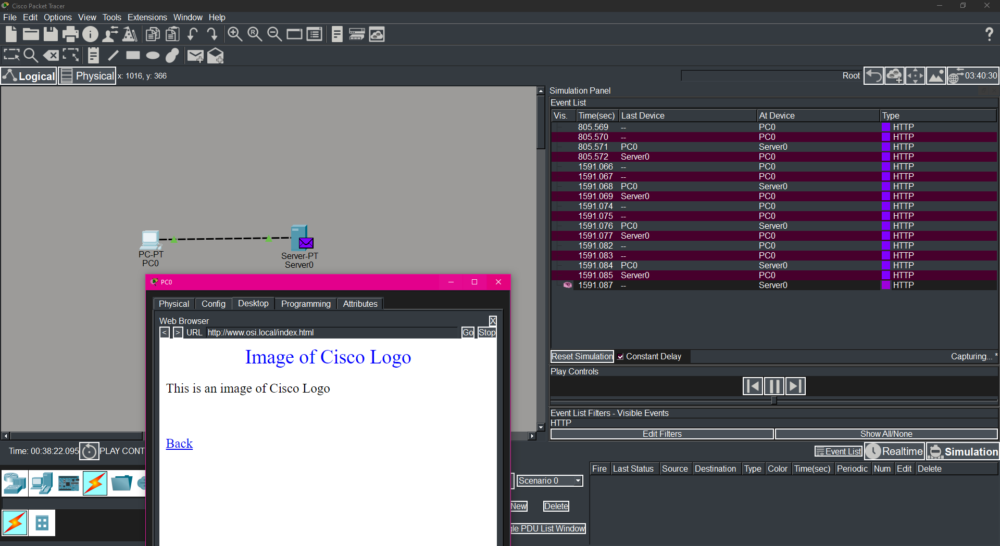 Cisco Packet Tracer
File Edit Options View Tools Extensions Window Help
Logical Physical x: 1016, y: 366
Root 03:40:30
Simulation Panel
Event List
Vis. Time(sec) Last Device At Device Type
805.569 -- PC0 HTTP
805.570 -- PC0 HTTP
805.571 PC0 Server0 HTTP
805.572 Server0 PC0 HTTP
1591.066 -- PC0 HTTP
1591.067 -- PC0 HTTP
1591.068 PC0 Server0 HTTP
1591.069 Server0 PC0 HTTP
1591.074 -- PC0 HTTP
1591.075 -- PC0 HTTP
1591.076 PC0 Server0 HTTP
1591.077 Server0 PC0 HTTP
1591.082 -- PC0 HTTP
1591.083 -- PC0 HTTP
1591.084 PC0 Server0 HTTP
1591.085 Server0 PC0 HTTP
1591.087 -- Server0 HTTP
Reset Simulation Constant Delay Capturing... *
Play Controls
Event List Filters - Visible Events
HTTP
Edit Filters Show All/None
PC-PT
PC0
Server-PT
Server0
PC0
Physical Config Desktop Programming Attributes
Web Browser X
< > URL http://www.osi.local/index.html Go Stop
Image of Cisco Logo
This is an image of Cisco Logo
Back
Time: 00:38:22.095 PLAY CONT
Event List Realtime Simulation
Scenario 0
New Delete
gle PDU List Window
Fire Last Status Source Destination Type Color Time(sec) Periodic Num Edit Delete